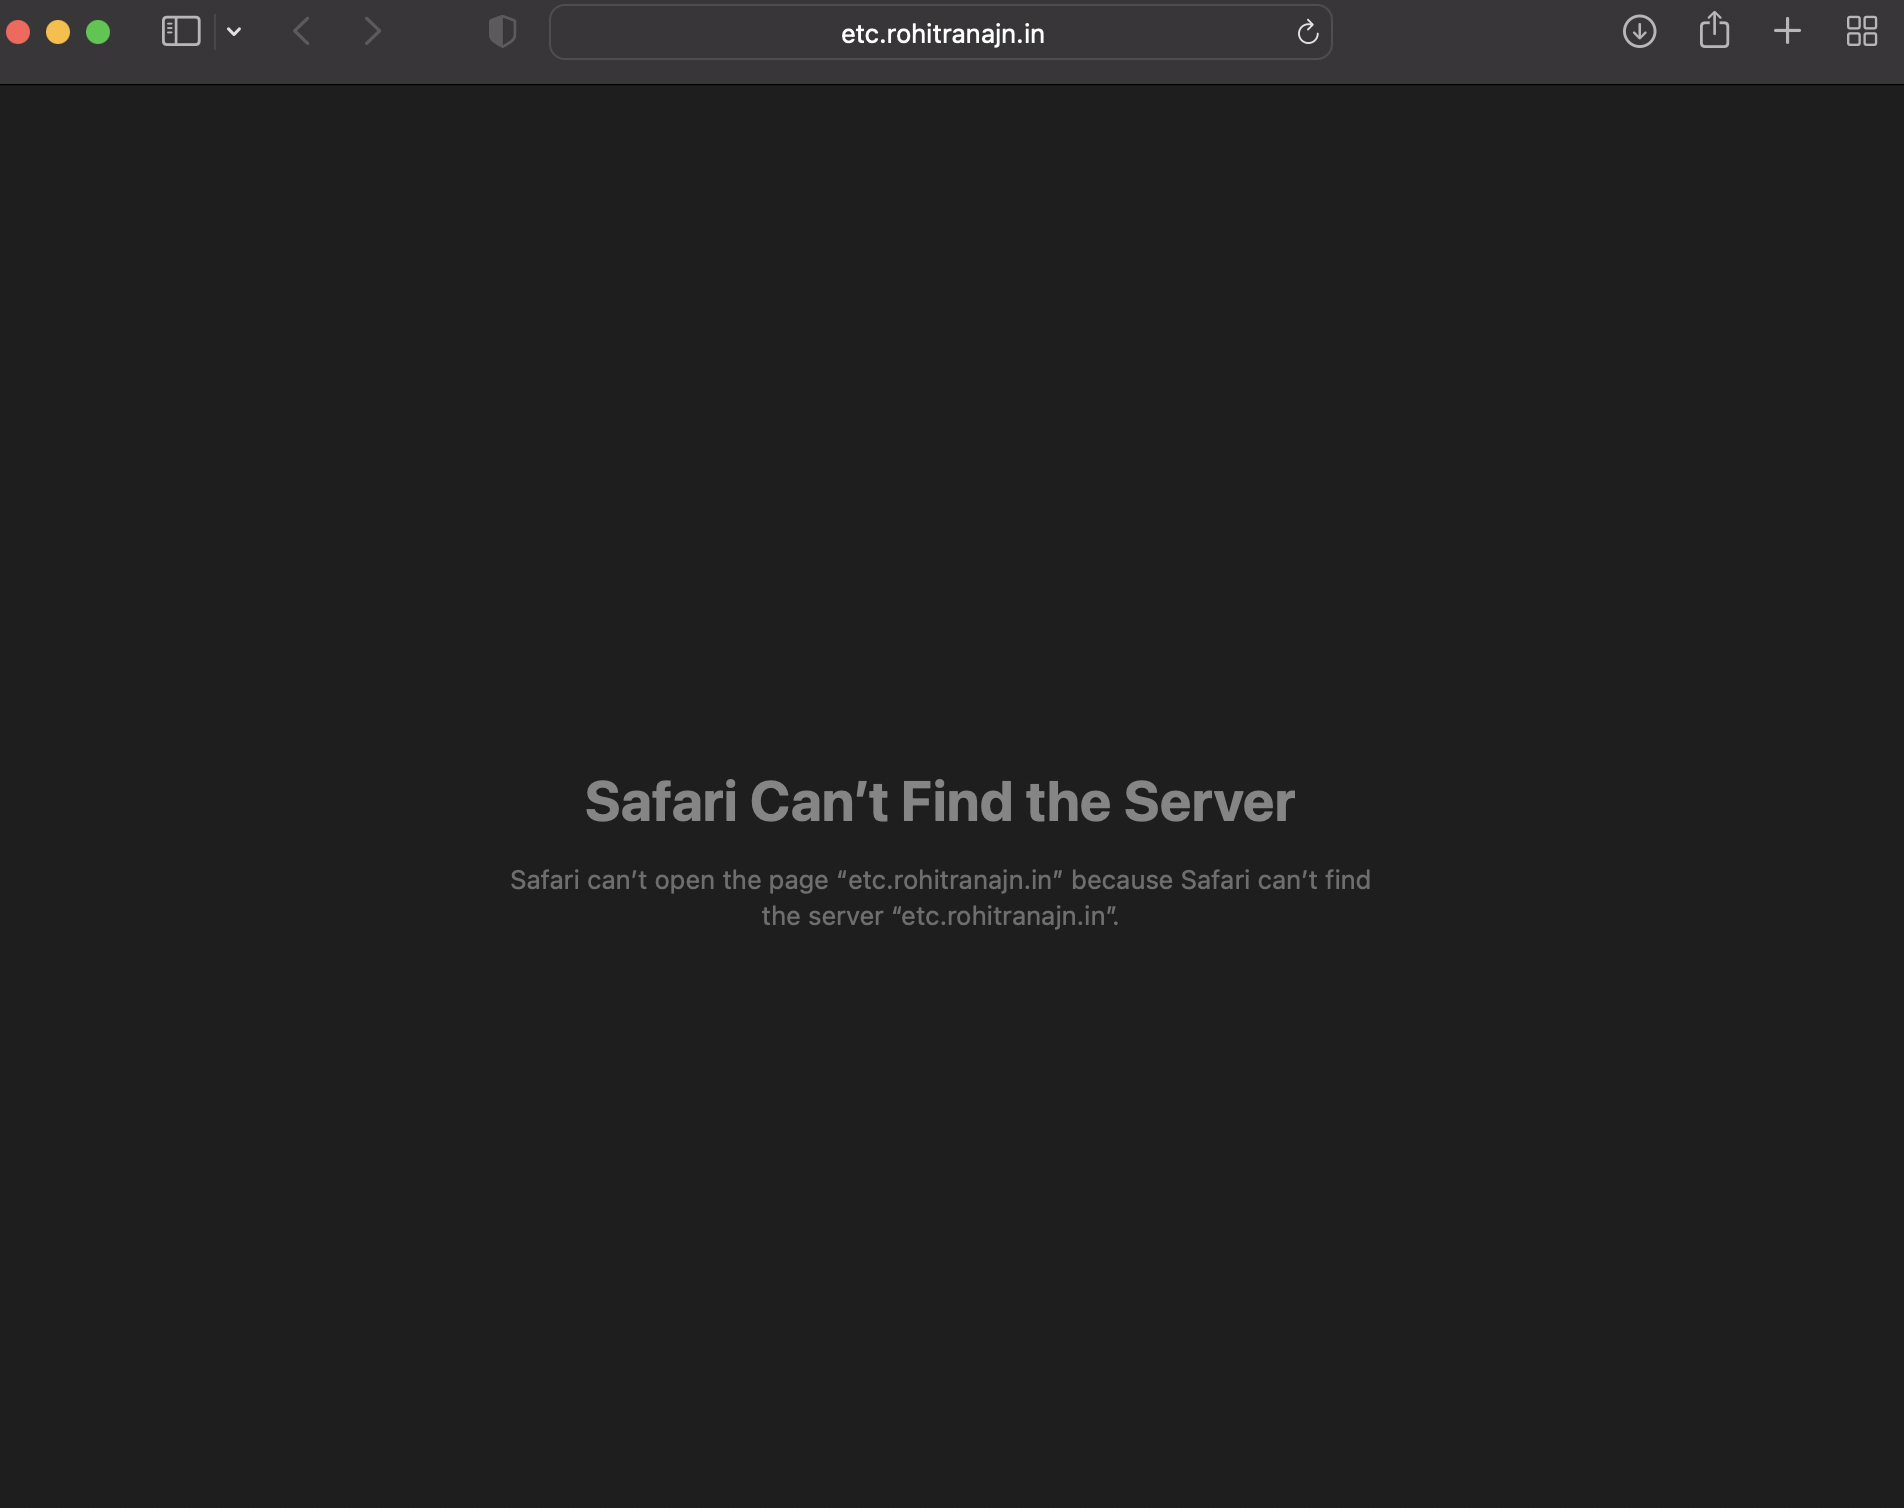 etc.rohitranajn.in
Safari Can’t Find the Server
Safari can’t open the page “etc.rohitranajn.in” because Safari can’t find
the server “etc.rohitranajn.in”.